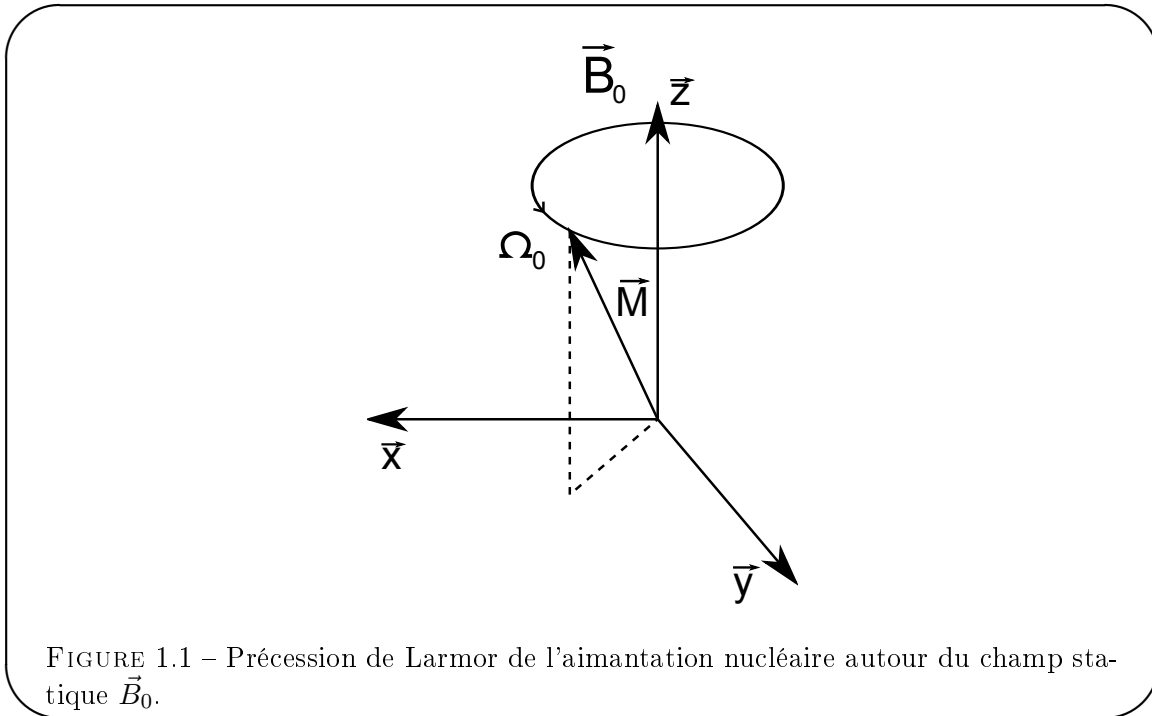 B⃗₀
z⃗
Ω₀
M⃗
x⃗
y⃗
FIGURE 1.1 – Précession de Larmor de l'aimantation nucléaire autour du champ sta-
tique B⃗₀.